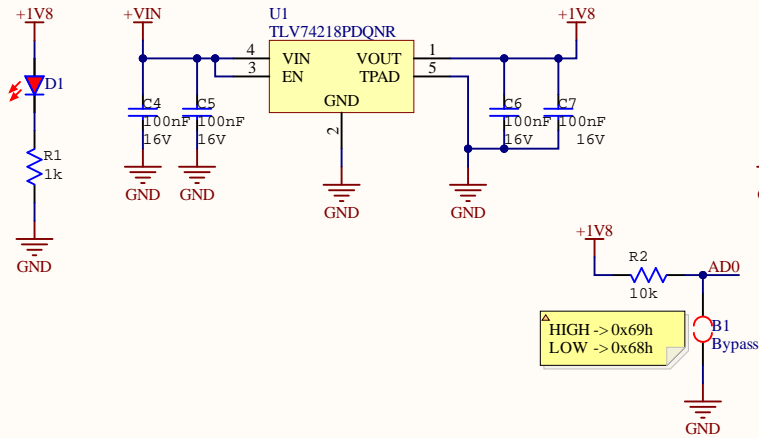 +1V8
D1
R1
1k
GND
+VIN
U1
TLV74218PDQNR
4
VIN
VOUT
1
3
EN
TPAD
5
GND
2
C4
100nF
16V
C5
100nF
16V
GND
GND
GND
+1V8
C6
100nF
16V
C7
100nF
16V
GND
+1V8
R2
10k
AD0
B1
Bypass
HIGH -> 0x69h
LOW -> 0x68h
GND